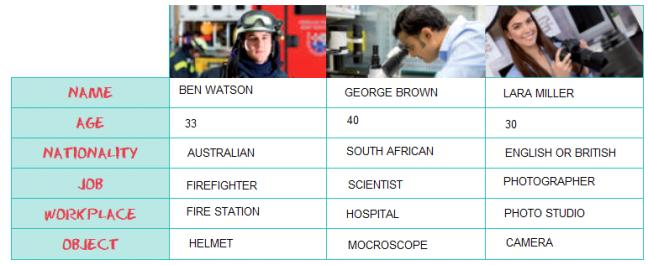 NAME BEN WATSON GEORGE BROWN LARA MILLER
AGE 33 40 30
NATIONALITY AUSTRALIAN SOUTH AFRICAN ENGLISH OR BRITISH
JOB FIREFIGHTER SCIENTIST PHOTOGRAPHER
WORKPLACE FIRE STATION HOSPITAL PHOTO STUDIO
OBJECT HELMET MOCROSCOPE CAMERA